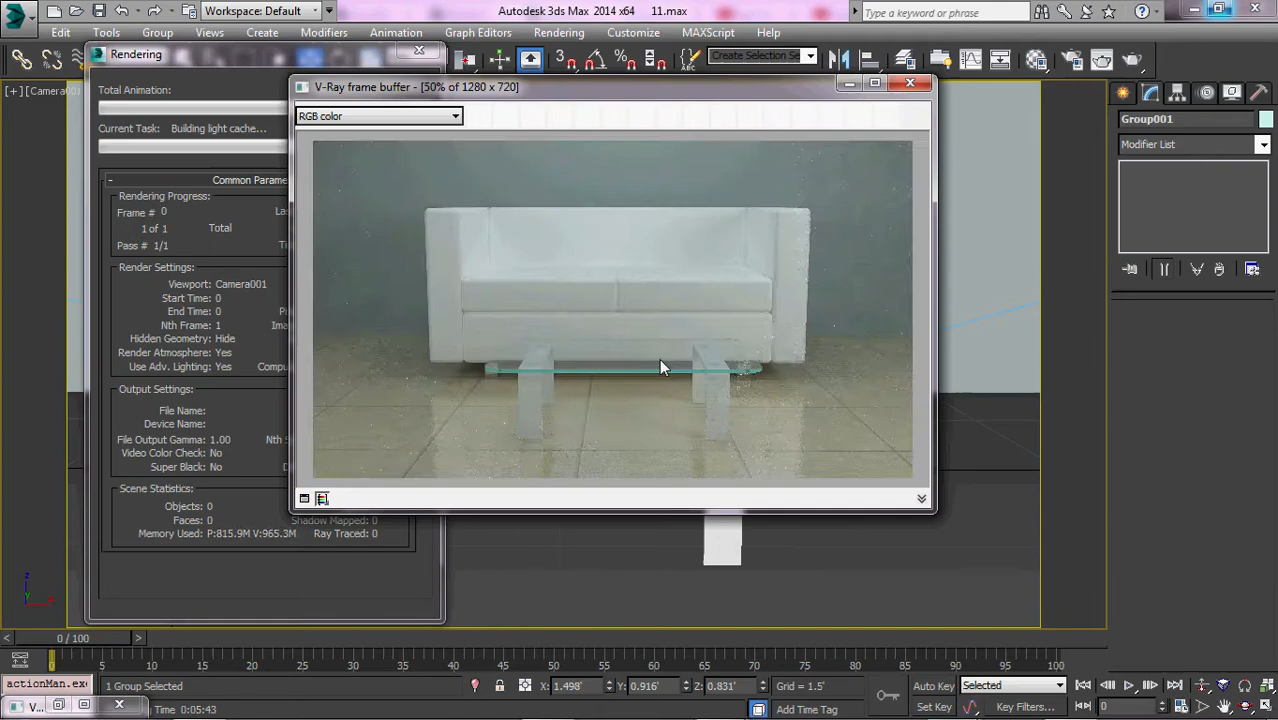 Workspace: Default
Autodesk 3ds Max 2014 x64 11.max
Type a keyword or phrase
Edit Tools Group Views Create Modifiers Animation Graph Editors Rendering Customize MAXScript Help
Rendering
3
Create Selection Se
[+] [Camera00
Total Animation:
Current Task: Building light cache...
V-Ray frame buffer - [50% of 1280 x 720]
RGB color
Group001
Modifier List
- Common Parame
Rendering Progress:
Frame # 0
1 of 1 Total
Pass # 1/1
Render Settings:
Viewport: Camera001
Start Time: 0
End Time: 0
Nth Frame: 1
Hidden Geometry: Hide
Render Atmosphere: Yes
Use Adv. Lighting: Yes
Output Settings:
File Name:
Device Name:
File Output Gamma: 1.00
Video Color Check: No
Super Black: No
Scene Statistics:
Objects: 0
Faces: 0 Shadow Mapped: 0
Memory Used: P:815.9M V:965.3M Ray Traced: 0
z
y
x
0 / 100
0 5 10 15 20 25 30 35 40 45 50 55 60 65 70 75 80 85 90 95 100
actionMan.exe
1 Group Selected
X: 1.498' Y: 0.916' Z: 0.831' Grid = 1.5'
Auto Key Selected
V...
Time 0:05:43
Add Time Tag
Set Key Key Filters...
0